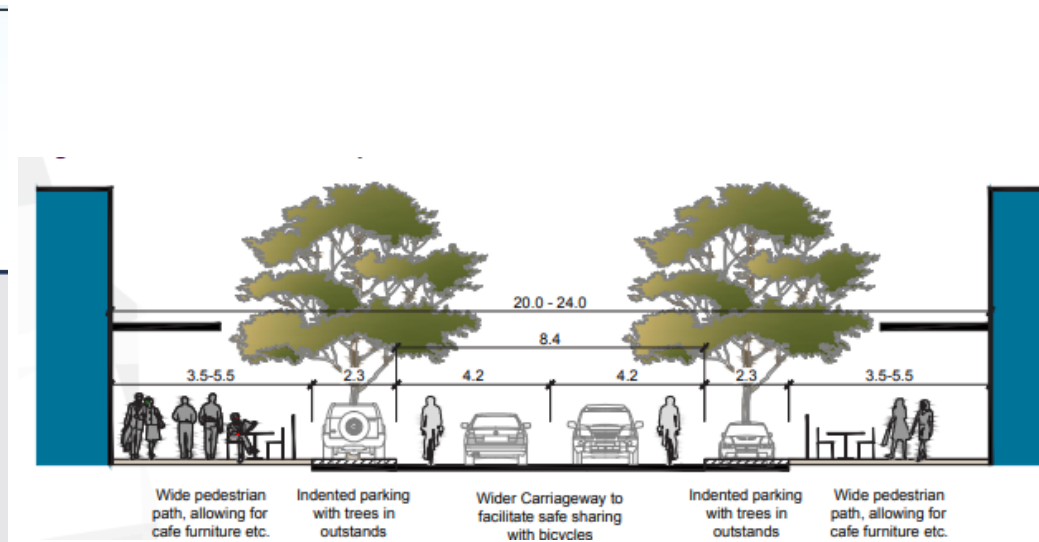 20.0 - 24.0
8.4
3.5-5.5
2.3
4.2
4.2
2.3
3.5-5.5
Wide pedestrian
path, allowing for
cafe furniture etc.
Indented parking
with trees in
outstands
Wider Carriageway to
facilitate safe sharing
with bicycles
Indented parking
with trees in
outstands
Wide pedestrian
path, allowing for
cafe furniture etc.